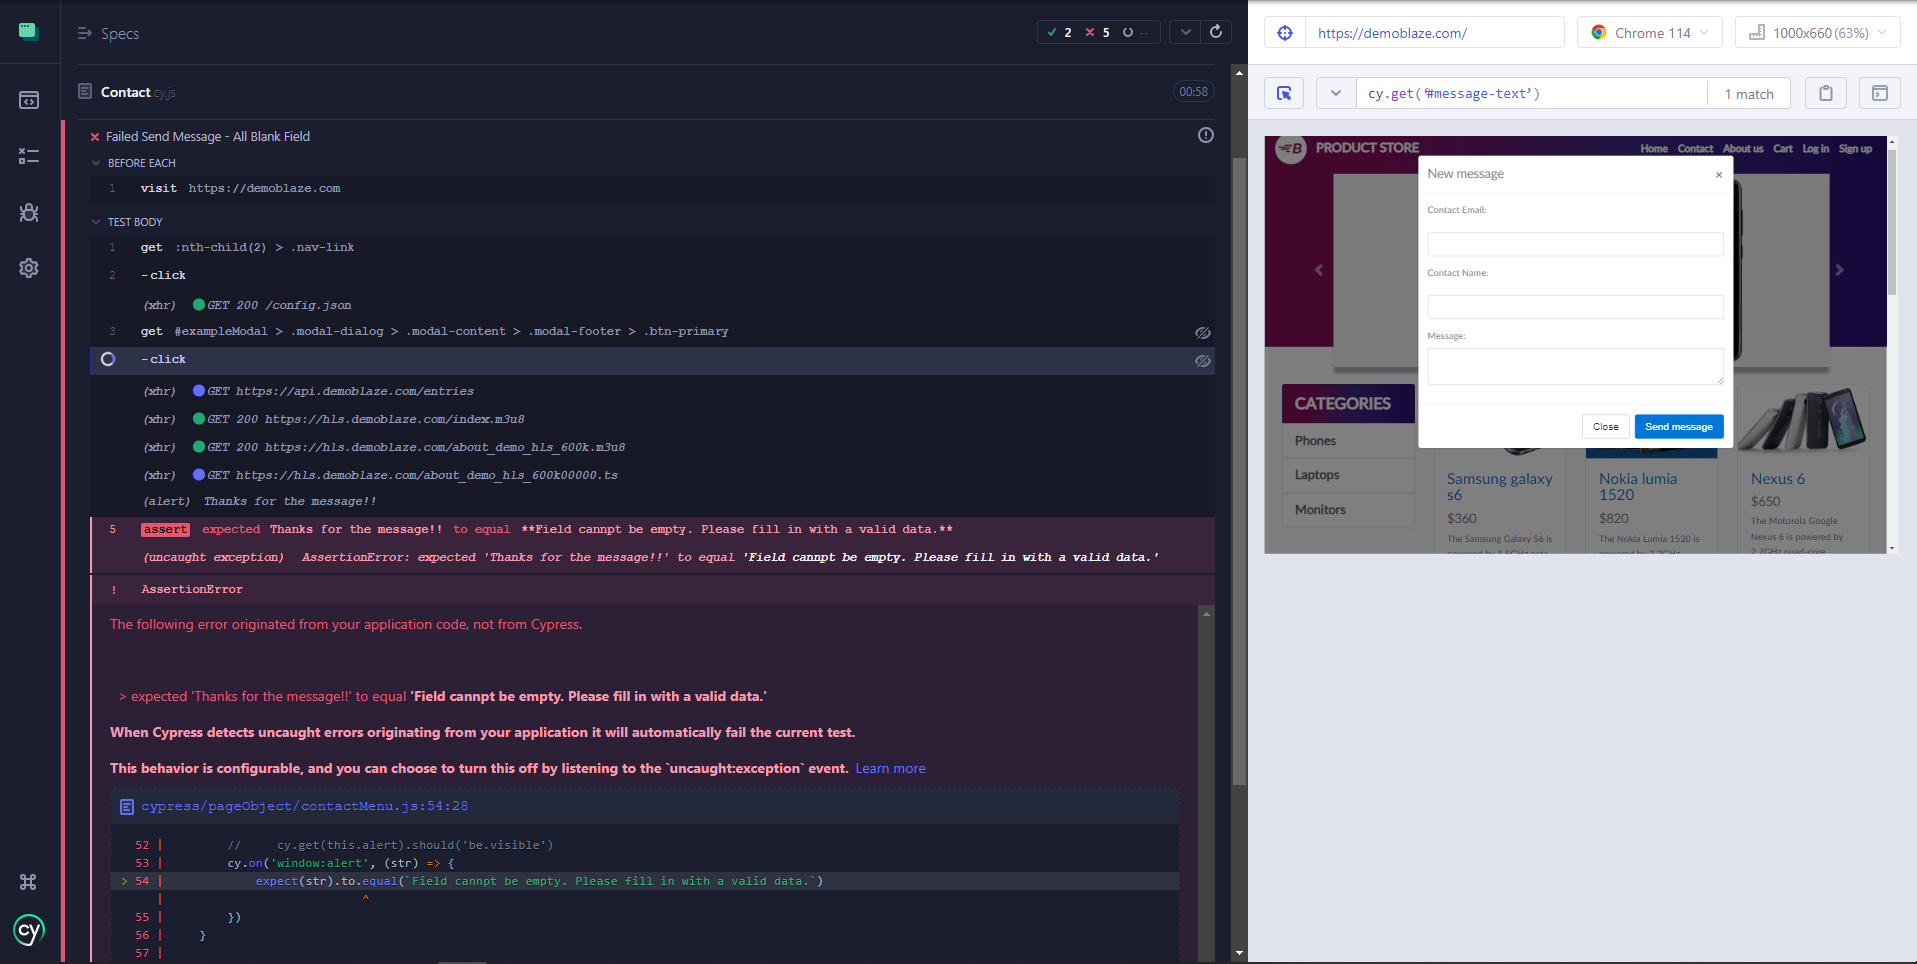 Specs
2 5 --
Contact cy.js
00:58
Failed Send Message - All Blank Field
BEFORE EACH
1 visit https://demoblaze.com
TEST BODY
1 get :nth-child(2) > .nav-link
2 -click
(xhr) GET 200 /config.json
3 get #exampleModal > .modal-dialog > .modal-content > .modal-footer > .btn-primary
-click
(xhr) GET https://api.demoblaze.com/entries
(xhr) GET 200 https://hls.demoblaze.com/index.m3u8
(xhr) GET 200 https://hls.demoblaze.com/about_demo_hls_600k.m3u8
(xhr) GET https://hls.demoblaze.com/about_demo_hls_600k00000.ts
(alert) Thanks for the message!!
5 assert expected Thanks for the message!! to equal **Field cannpt be empty. Please fill in with a valid data.**
(uncaught exception) AssertionError: expected 'Thanks for the message!!' to equal 'Field cannpt be empty. Please fill in with a valid data.'
! AssertionError
The following error originated from your application code, not from Cypress.
> expected 'Thanks for the message!!' to equal 'Field cannpt be empty. Please fill in with a valid data.'
When Cypress detects uncaught errors originating from your application it will automatically fail the current test.
This behavior is configurable, and you can choose to turn this off by listening to the `uncaught:exception` event. Learn more
cypress/pageObject/contactMenu.js:54:28
52 | // cy.get(this.alert).should('be.visible')
53 | cy.on('window:alert', (str) => {
> 54 | expect(str).to.equal(`Field cannpt be empty. Please fill in with a valid data.`)
| ^
55 | })
56 | }
57 |
cy
https://demoblaze.com/
Chrome 114
1000x660 (63%)
cy.get('#message-text')
1 match
B PRODUCT STORE
Home Contact About us Cart Log in Sign up
New message ×
Contact Email:
Contact Name:
Message:
Close Send message
CATEGORIES
Phones
Laptops
Monitors
Samsung galaxy
s6
$360
The Samsung Galaxy S6 is
powered by 1.5GHz octa
Nokia lumia
1520
$820
The Nokia Lumia 1520 is
powered by 2.2GHz
Nexus 6
$650
The Motorola Google
Nexus 6 is powered by
2.7GHz quad-core